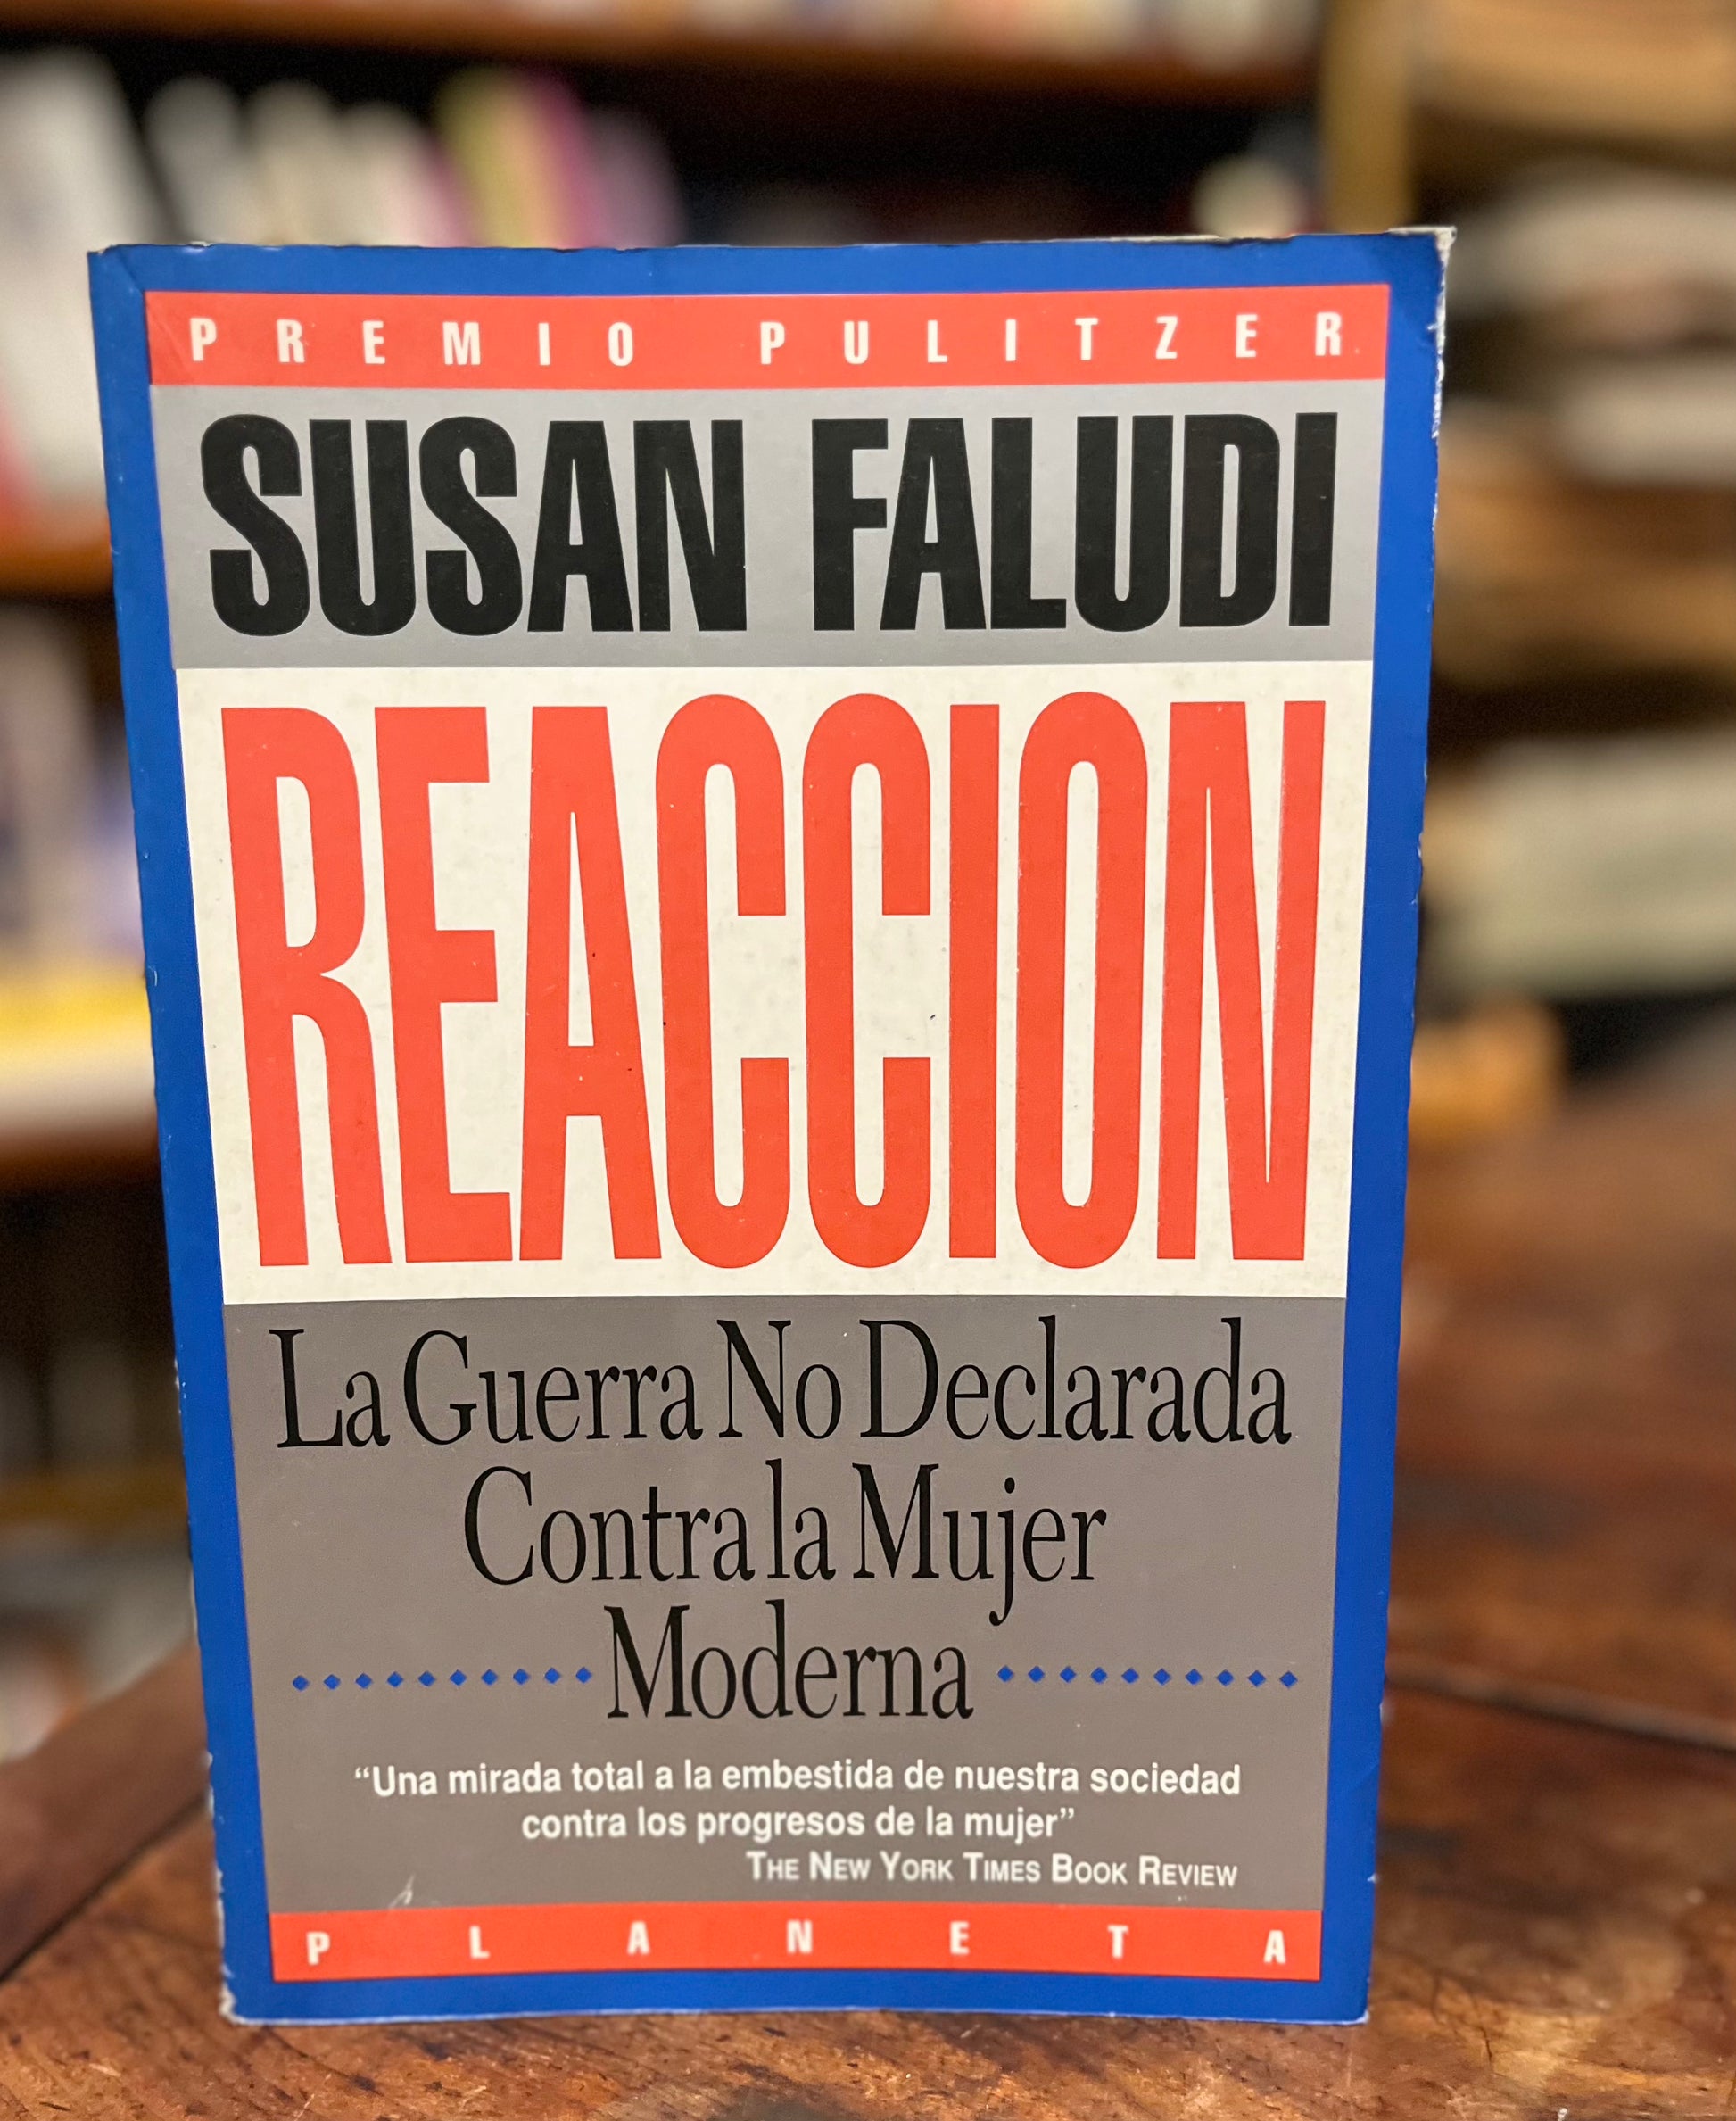 PREMIO PULITZER
SUSAN FALUDI
REACCION
La Guerra No Declarada
Contra la Mujer
Moderna
“Una mirada total a la embestida de nuestra sociedad
contra los progresos de la mujer”
THE NEW YORK TIMES BOOK REVIEW
PLANETA